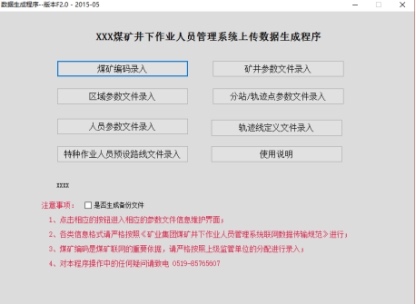 数据生成程序--版本F2.0 - 2015-05
XXX煤矿井下作业人员管理系统上传数据生成程序
煤矿编码录入
矿井参数文件录入
区域参数文件录入
分站/轨迹点参数文件录入
人员参数文件录入
轨迹线定义文件录入
特种作业人员预设路线文件录入
使用说明
XXXX
注意事项：
是否生成备份文件
1、点击相应的按钮进入相应的参数文件信息维护界面；
2、各类信息格式请严格按照《矿业集团煤矿井下作业人员管理系统联网数据传输规范》进行；
3、煤矿编码是煤矿联网的重要依据，请严格按照上级监管单位的分配进行录入；
4、对本程序操作中的任何疑问请致电 0519-85765607